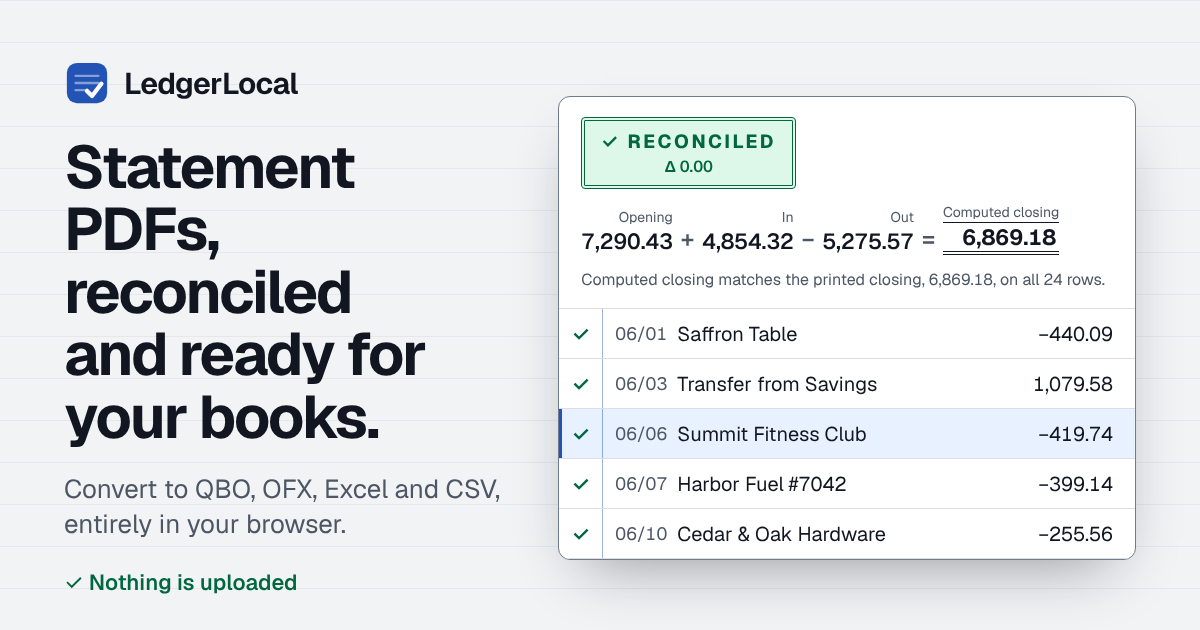 LedgerLocal
Statement
PDFs,
reconciled
and ready for
your books.
Convert to QBO, OFX, Excel and CSV,
entirely in your browser.
✓ Nothing is uploaded
✓ RECONCILED
Δ 0.00
Opening In Out Computed closing
7,290.43 + 4,854.32 − 5,275.57 = 6,869.18
Computed closing matches the printed closing, 6,869.18, on all 24 rows.
✓ 06/01 Saffron Table −440.09
✓ 06/03 Transfer from Savings 1,079.58
✓ 06/06 Summit Fitness Club −419.74
✓ 06/07 Harbor Fuel #7042 −399.14
✓ 06/10 Cedar & Oak Hardware −255.56